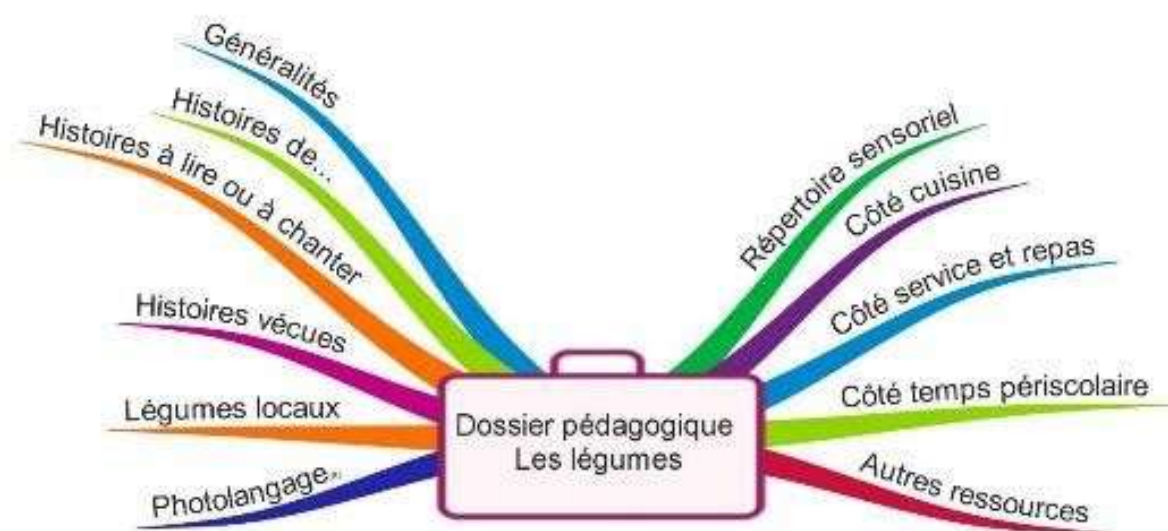 Généralités
Histoires de...
Histoires à lire ou à chanter
Histoires vécues
Légumes locaux
Photolangage
Répertoire sensoriel
Côté cuisine
Côté service et repas
Côté temps périscolaire
Autres ressources
Dossier pédagogique
Les légumes